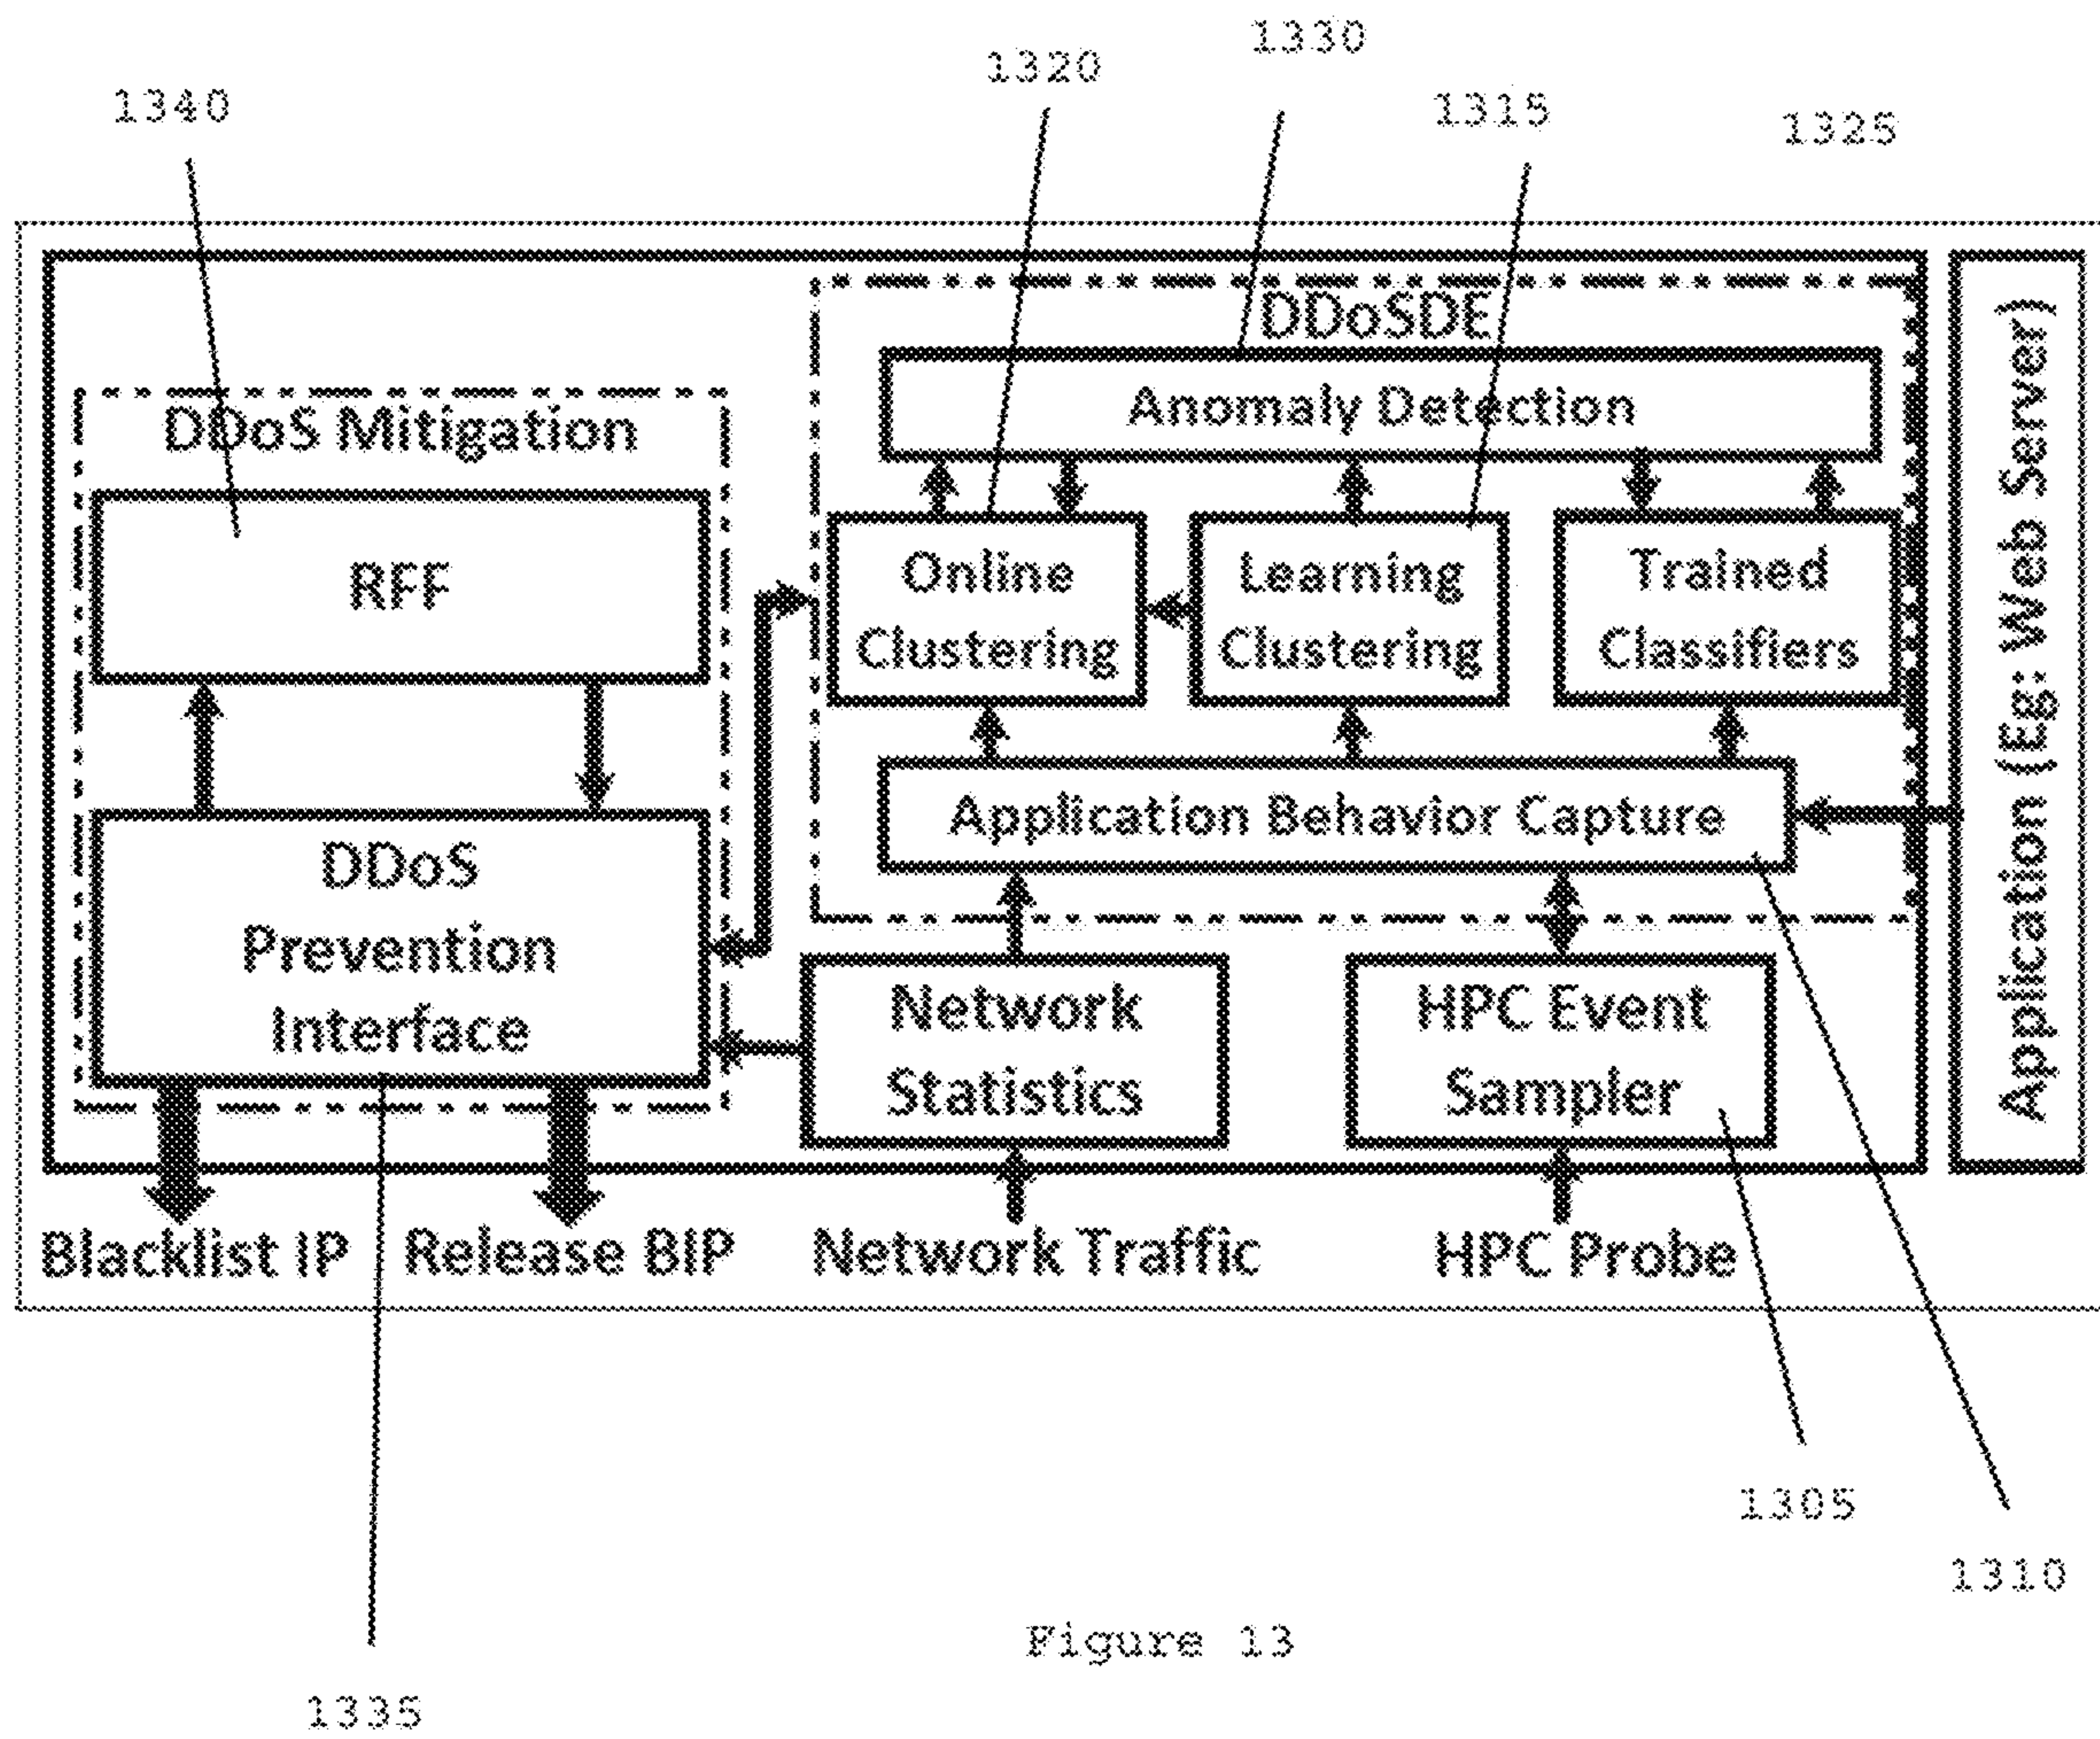 1330
1320
1340
1315
1325
DDoSDE
Anomaly Detection
DDoS Mitigation
RFF
Online
Clustering
Learning
Clustering
Trained
Classifiers
Application (Eg: Web Server)
Application Behavior Capture
DDoS
Prevention
Interface
Network
Statistics
HPC Event
Sampler
Blacklist IP
Release BIP
Network Traffic
HPC Probe
1305
1310
Figure 13
1335